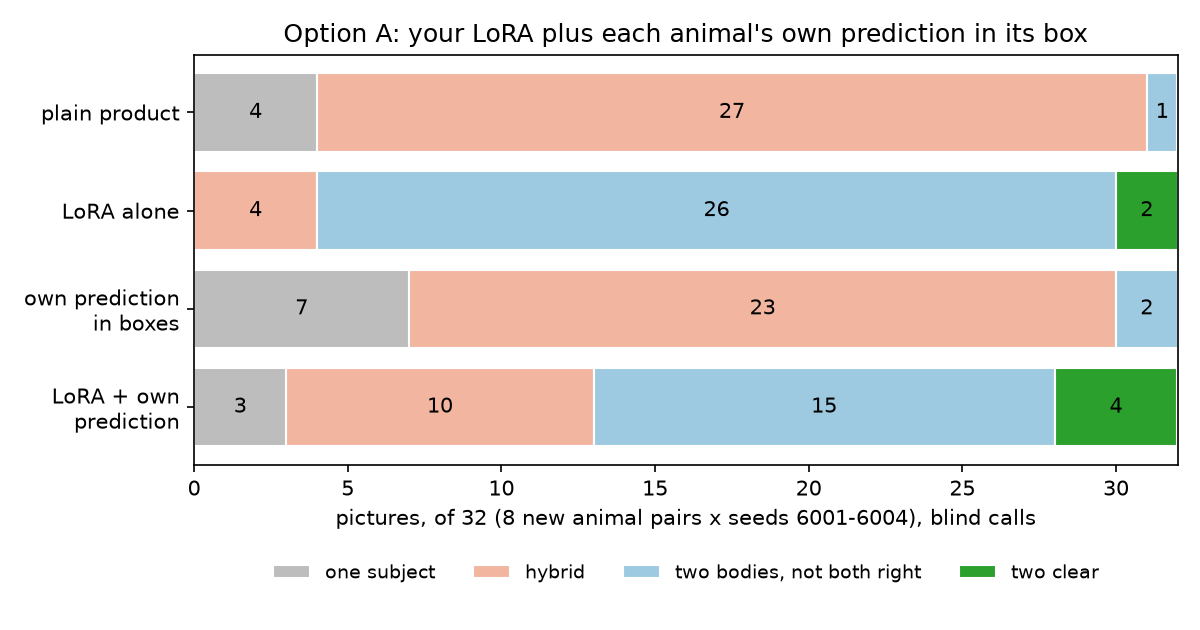 Option A: your LoRA plus each animal's own prediction in its box
plain product
4
27
1
LoRA alone
4
26
2
own prediction
in boxes
7
23
2
LoRA + own
prediction
3
10
15
4
0 5 10 15 20 25 30
pictures, of 32 (8 new animal pairs x seeds 6001-6004), blind calls
one subject hybrid two bodies, not both right two clear